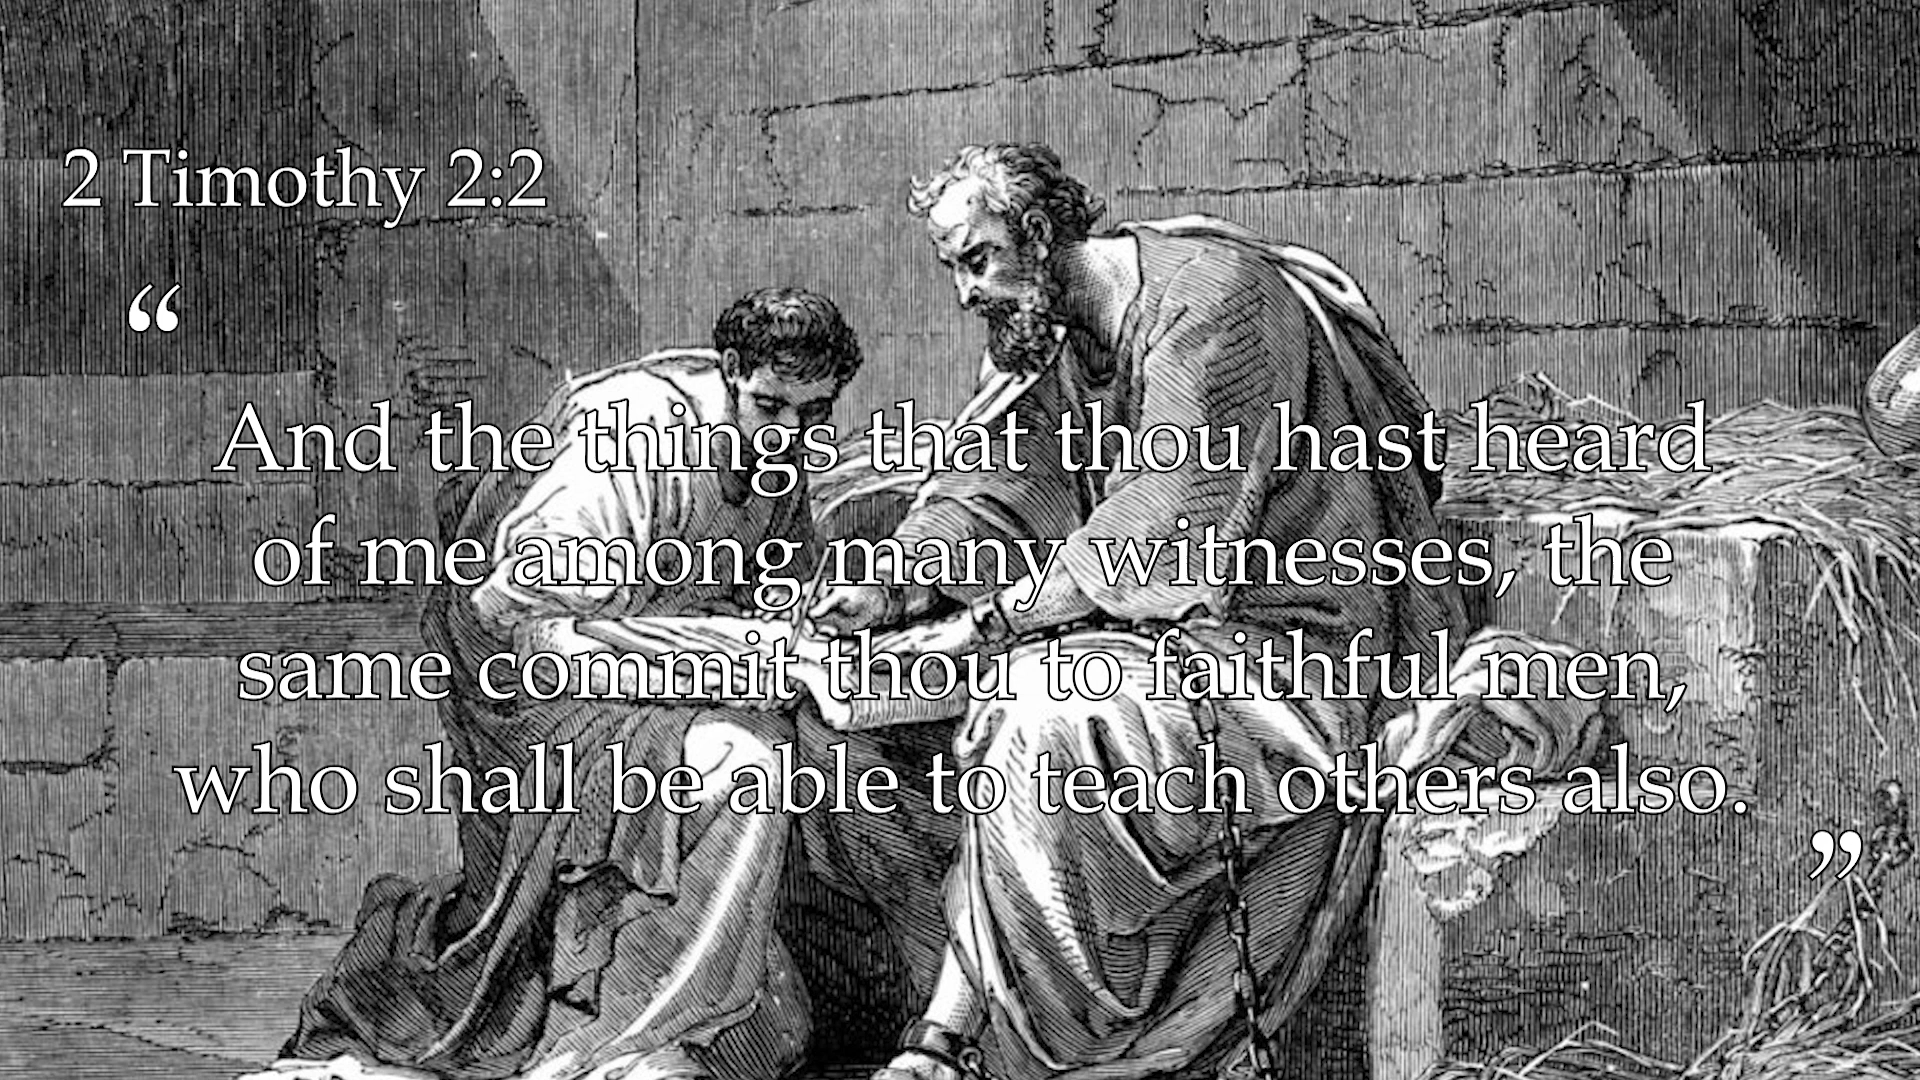 2 Timothy 2:2
“
And the things that thou hast heard
of me among many witnesses, the
same commit thou to faithful men,
who shall be able to teach others also.
”